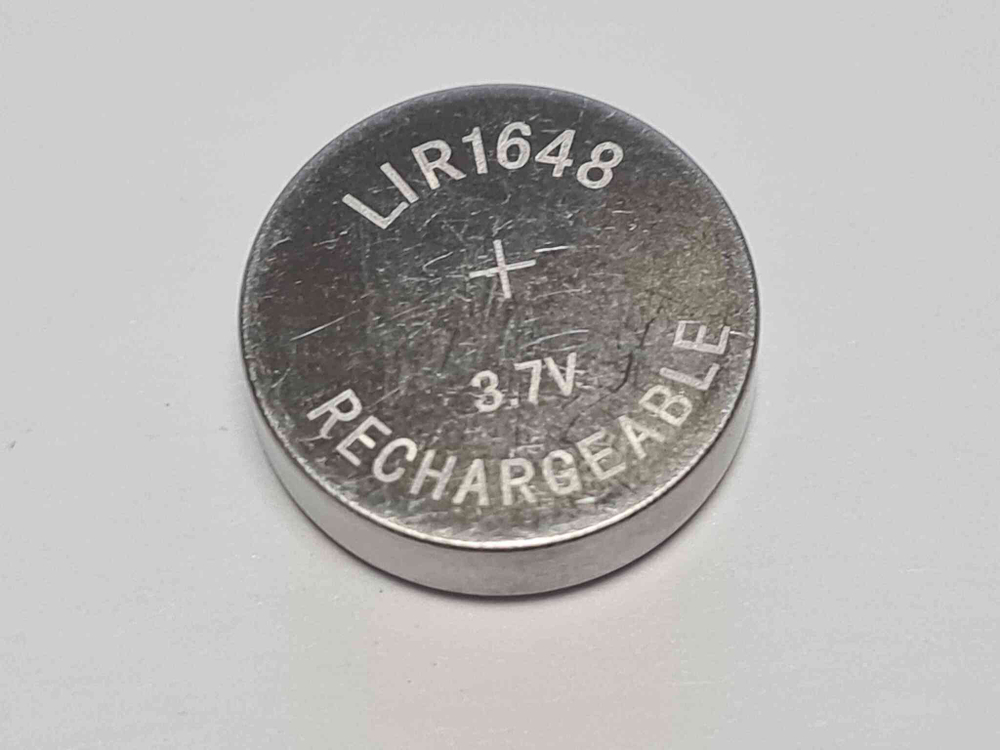 LIR1648
+
3.7V
RECHARGEABLE